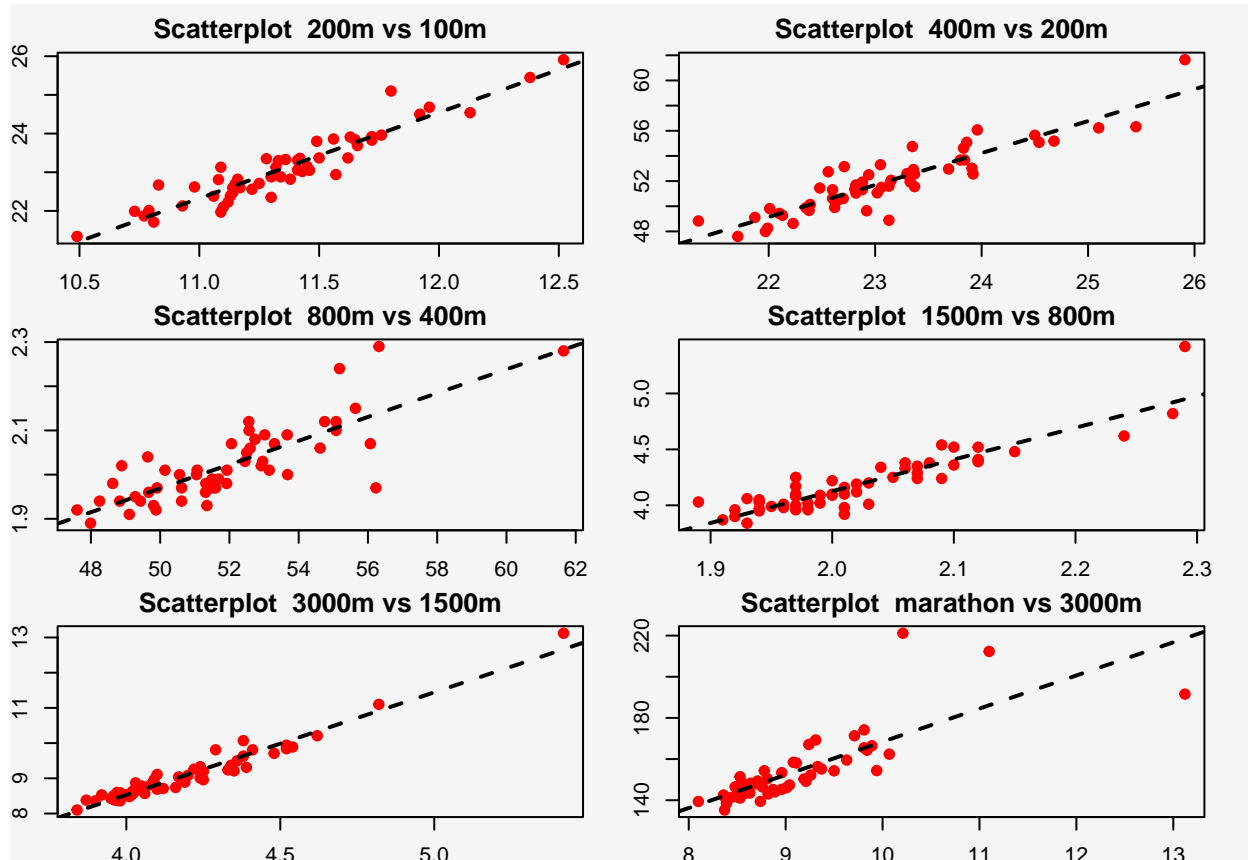 Scatterplot 200m vs 100m
22 24 26
10.5 11.0 11.5 12.0 12.5
Scatterplot 400m vs 200m
48 52 56 60
22 23 24 25 26
Scatterplot 800m vs 400m
1.9 2.1 2.3
48 50 52 54 56 58 60 62
Scatterplot 1500m vs 800m
4.0 4.5 5.0
1.9 2.0 2.1 2.2 2.3
Scatterplot 3000m vs 1500m
8 9 11 13
4.0 4.5 5.0
Scatterplot marathon vs 3000m
140 180 220
8 9 10 11 12 13